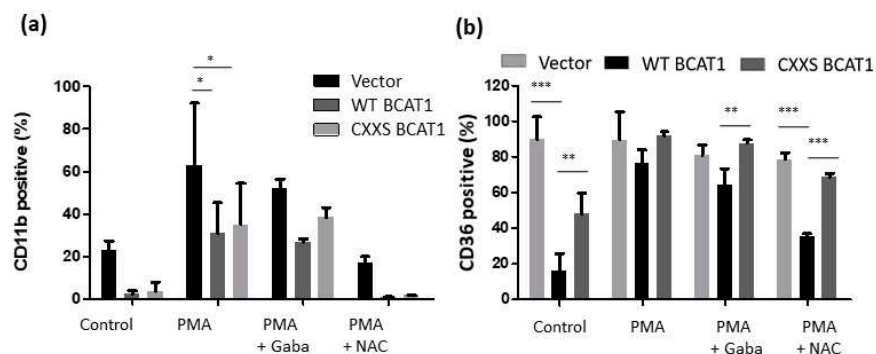 (a)
CD11b positive (%)
100
80
60
40
20
0
*
*
Vector
WT BCAT1
CXXS BCAT1
Control
PMA
PMA
+ Gaba
PMA
+ NAC
(b)
Vector WT BCAT1 CXXS BCAT1
CD36 positive (%)
120
100
80
60
40
20
0
***
**
**
***
***
Control
PMA
PMA
+ Gaba
PMA
+ NAC